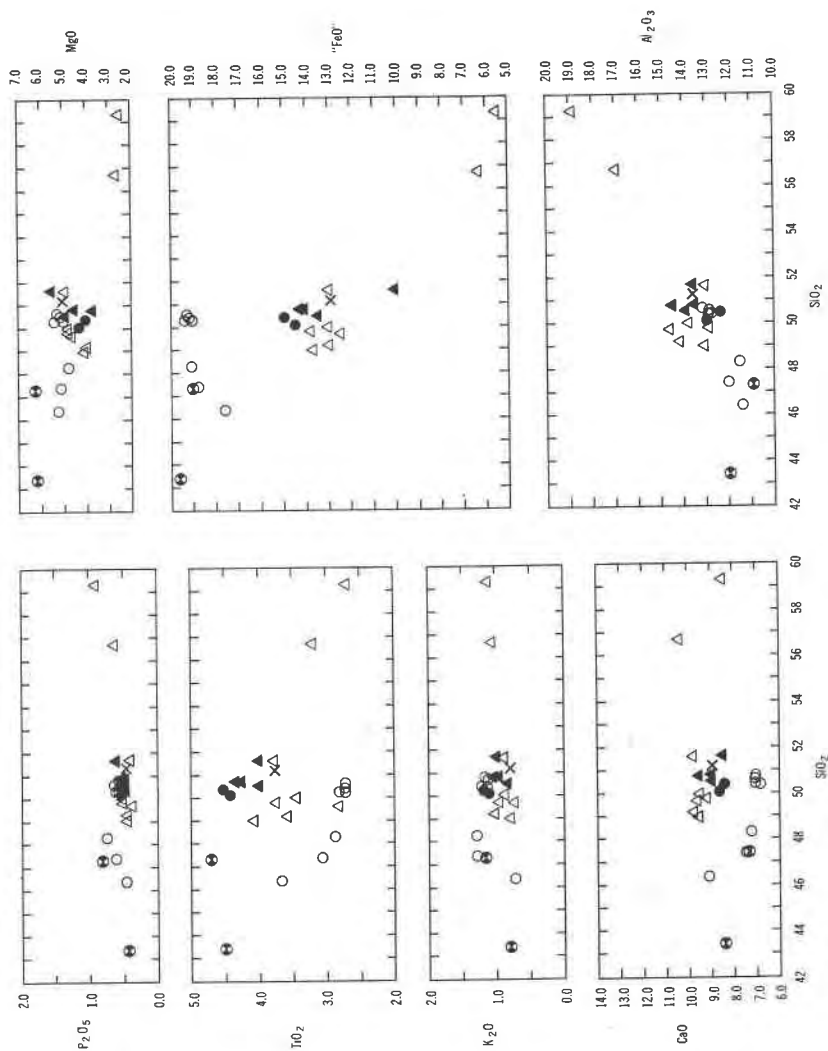 7.0 6.0 5.0 4.0 3.0 2.0
MgO
20.0 19.0 18.0 17.0 16.0 15.0 14.0 13.0 12.0 11.0 10.0 9.0 8.0 7.0 6.0 5.0
"FeO"
20.0 19.0 18.0 17.0 16.0 15.0 14.0 13.0 12.0 11.0 10.0
Al2O3
42 44 46 48 50 52 54 56 58 60
SiO2
2.0 1.0 0.0
P2O5
5.0 4.0 3.0 2.0
TiO2
2.0 1.0 0.0
K2O
14.0 13.0 12.0 11.0 10.0 9.0 8.0 7.0 6.0
CaO
42 44 46 48 50 52 54 56 58 60
SiO2